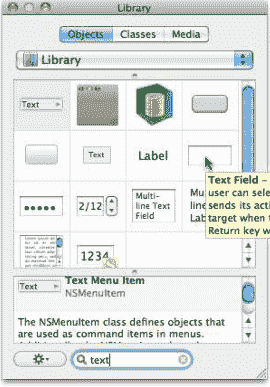 Library
Objects Classes Media
Library
Text
Text Label
Text Field –
user can sele
sends its acti
target when t
Return key w
2/12
Multi-
line Text
Field
Mu
line
Lab
1234
Text Text Menu Item
NSMenuItem
The NSMenuItem class defines objects that
are used as command items in menus.
text